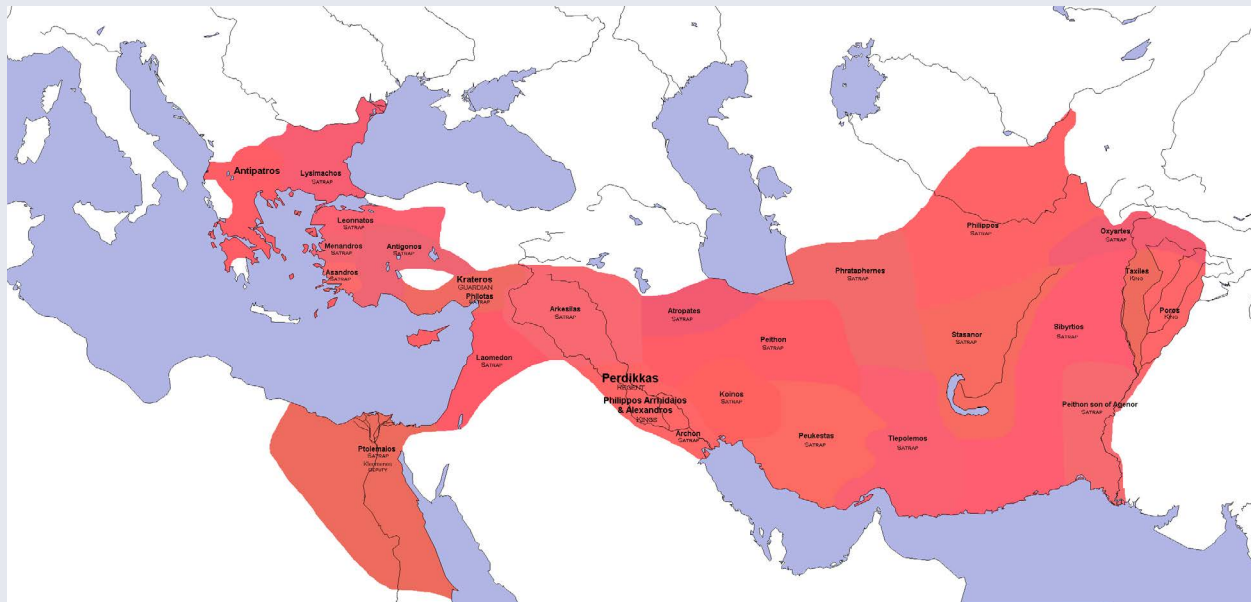 Antipatros
Lysimachos
SATRAP
Leonnatos
SATRAP
Menandros
SATRAP
Antigonos
SATRAP
Asandros
SATRAP
Krateros
GUARDIAN
Philotas
SATRAP
Arkesilas
SATRAP
Laomedon
SATRAP
Atropates
SATRAP
Perdikkas
REGENT
Philippos Arrhidaios
& Alexandros
KINGS
Archon
SATRAP
Ptolemaios
SATRAP
Kleomenes
DEPUTY
Peithon
SATRAP
Koinos
SATRAP
Peukestas
SATRAP
Tlepolemos
SATRAP
Phrataphernes
SATRAP
Philippos
SATRAP
Stasanor
SATRAP
Oxyartes
SATRAP
Taxiles
KING
Poros
KING
Sibyrtios
SATRAP
Peithon son of Agenor
SATRAP